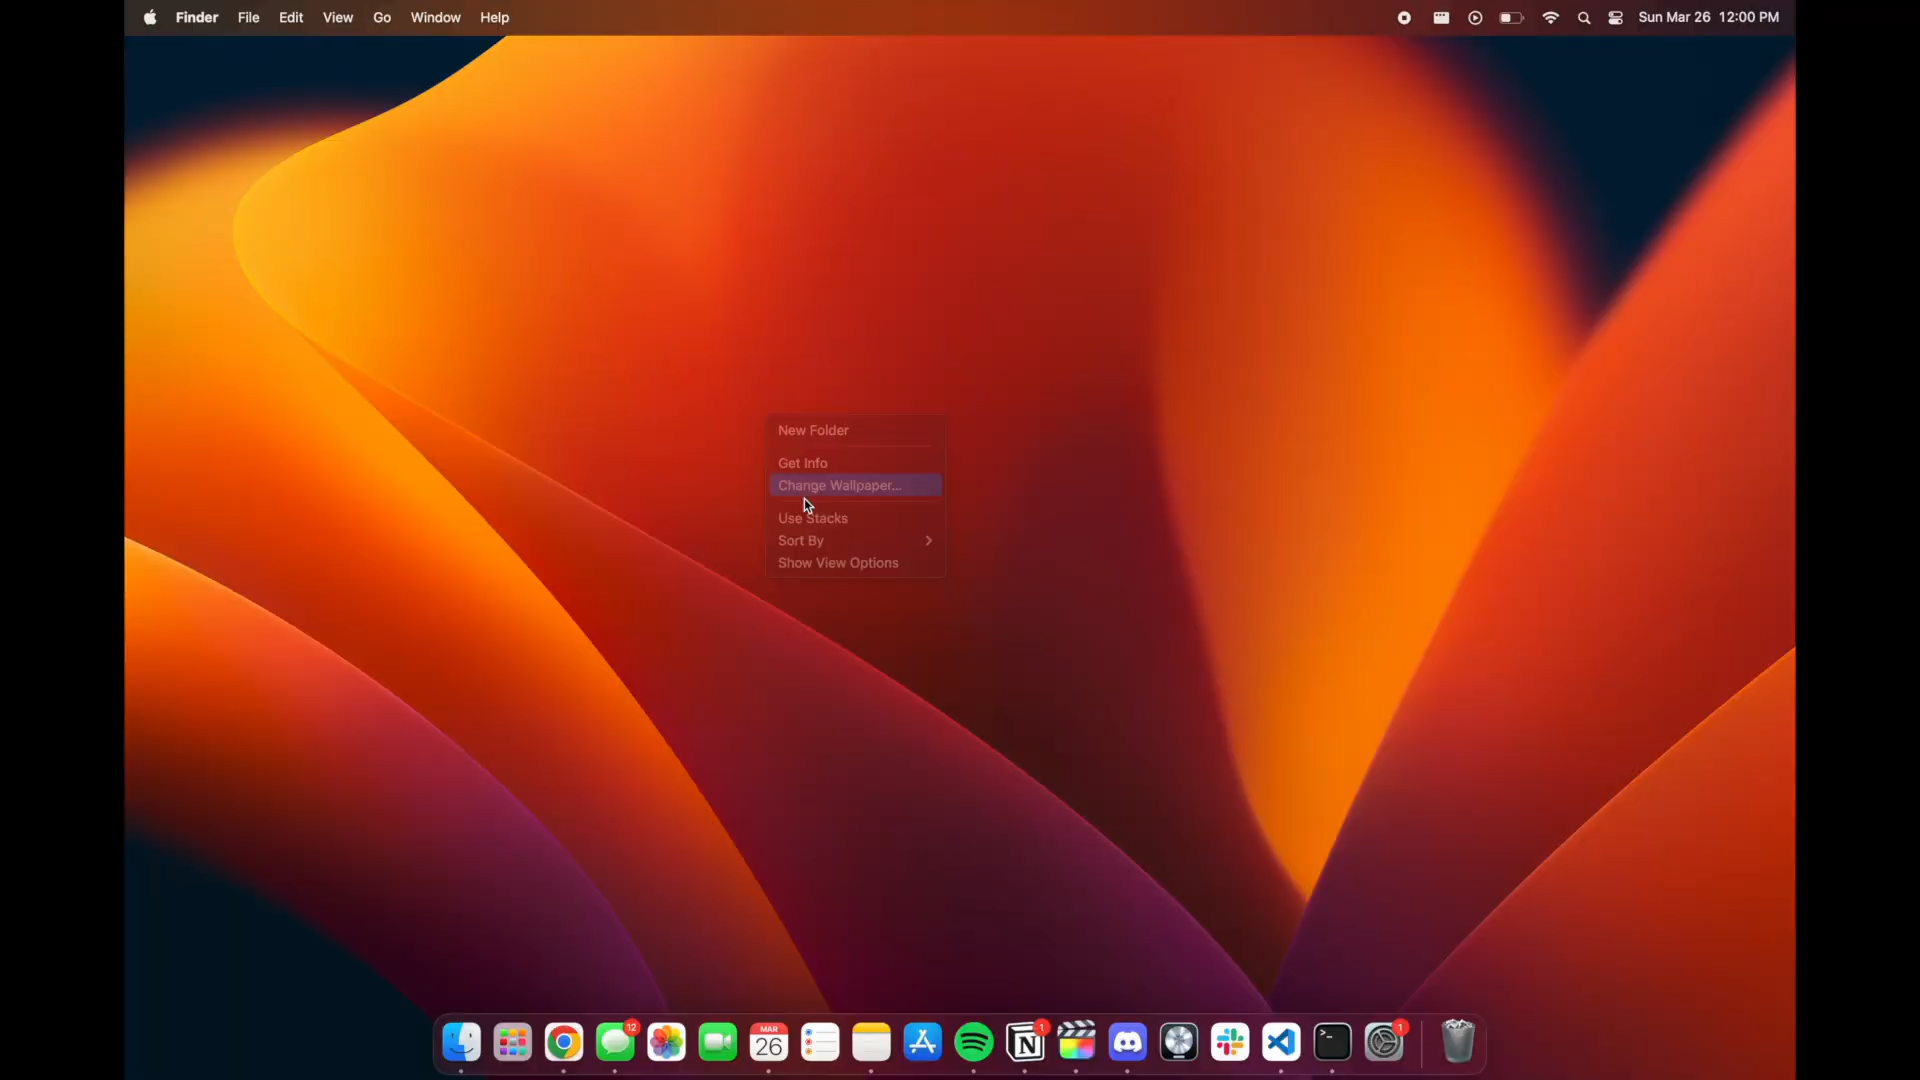 Finder File Edit View Go Window Help Sun Mar 26 12:00 PM
New Folder
Get Info
Change Wallpaper...
Use Stacks
Sort By
Show View Options
12
MAR
26
1
N
>_
1